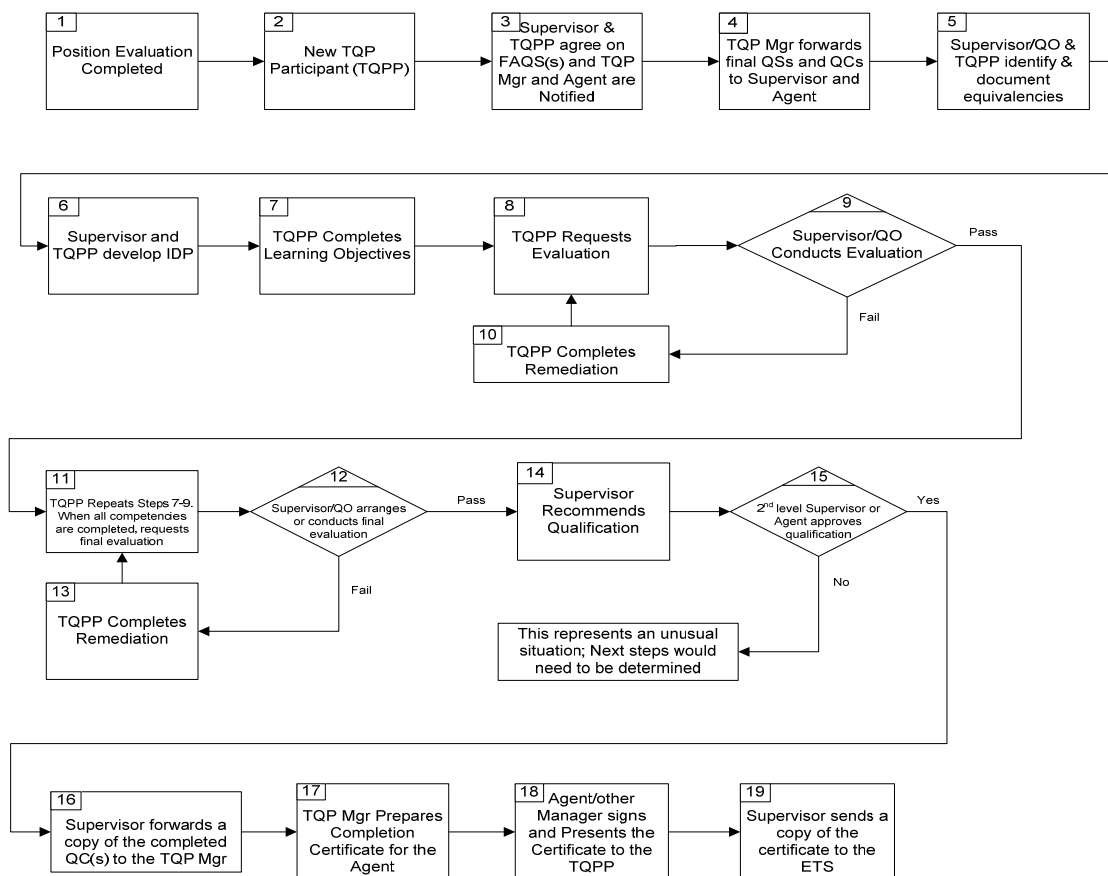 1
Position Evaluation
Completed
2
New TQP
Participant (TQPP)
3
Supervisor &
TQPP agree on
FAQS(s) and TQP
Mgr and Agent are
Notified
4
TQP Mgr forwards
final QSs and QCs
to Supervisor and
Agent
5
Supervisor/QO &
TQPP identify &
document
equivalencies
6
Supervisor and
TQPP develop IDP
7
TQPP Completes
Learning Objectives
8
TQPP Requests
Evaluation
9
Supervisor/QO
Conducts Evaluation
Pass
Fail
10
TQPP Completes
Remediation
11
TQPP Repeats Steps 7-9.
When all competencies
are completed, requests
final evaluation
12
Supervisor/QO arranges
or conducts final
evaluation
Pass
Fail
13
TQPP Completes
Remediation
14
Supervisor
Recommends
Qualification
15
2nd level Supervisor or
Agent approves
qualification
Yes
No
This represents an unusual
situation; Next steps would
need to be determined
16
Supervisor forwards a
copy of the completed
QC(s) to the TQP Mgr
17
TQP Mgr Prepares
Completion
Certificate for the
Agent
18
Agent/other
Manager signs
and Presents the
Certificate to the
TQPP
19
Supervisor sends a
copy of the
certificate to the
ETS